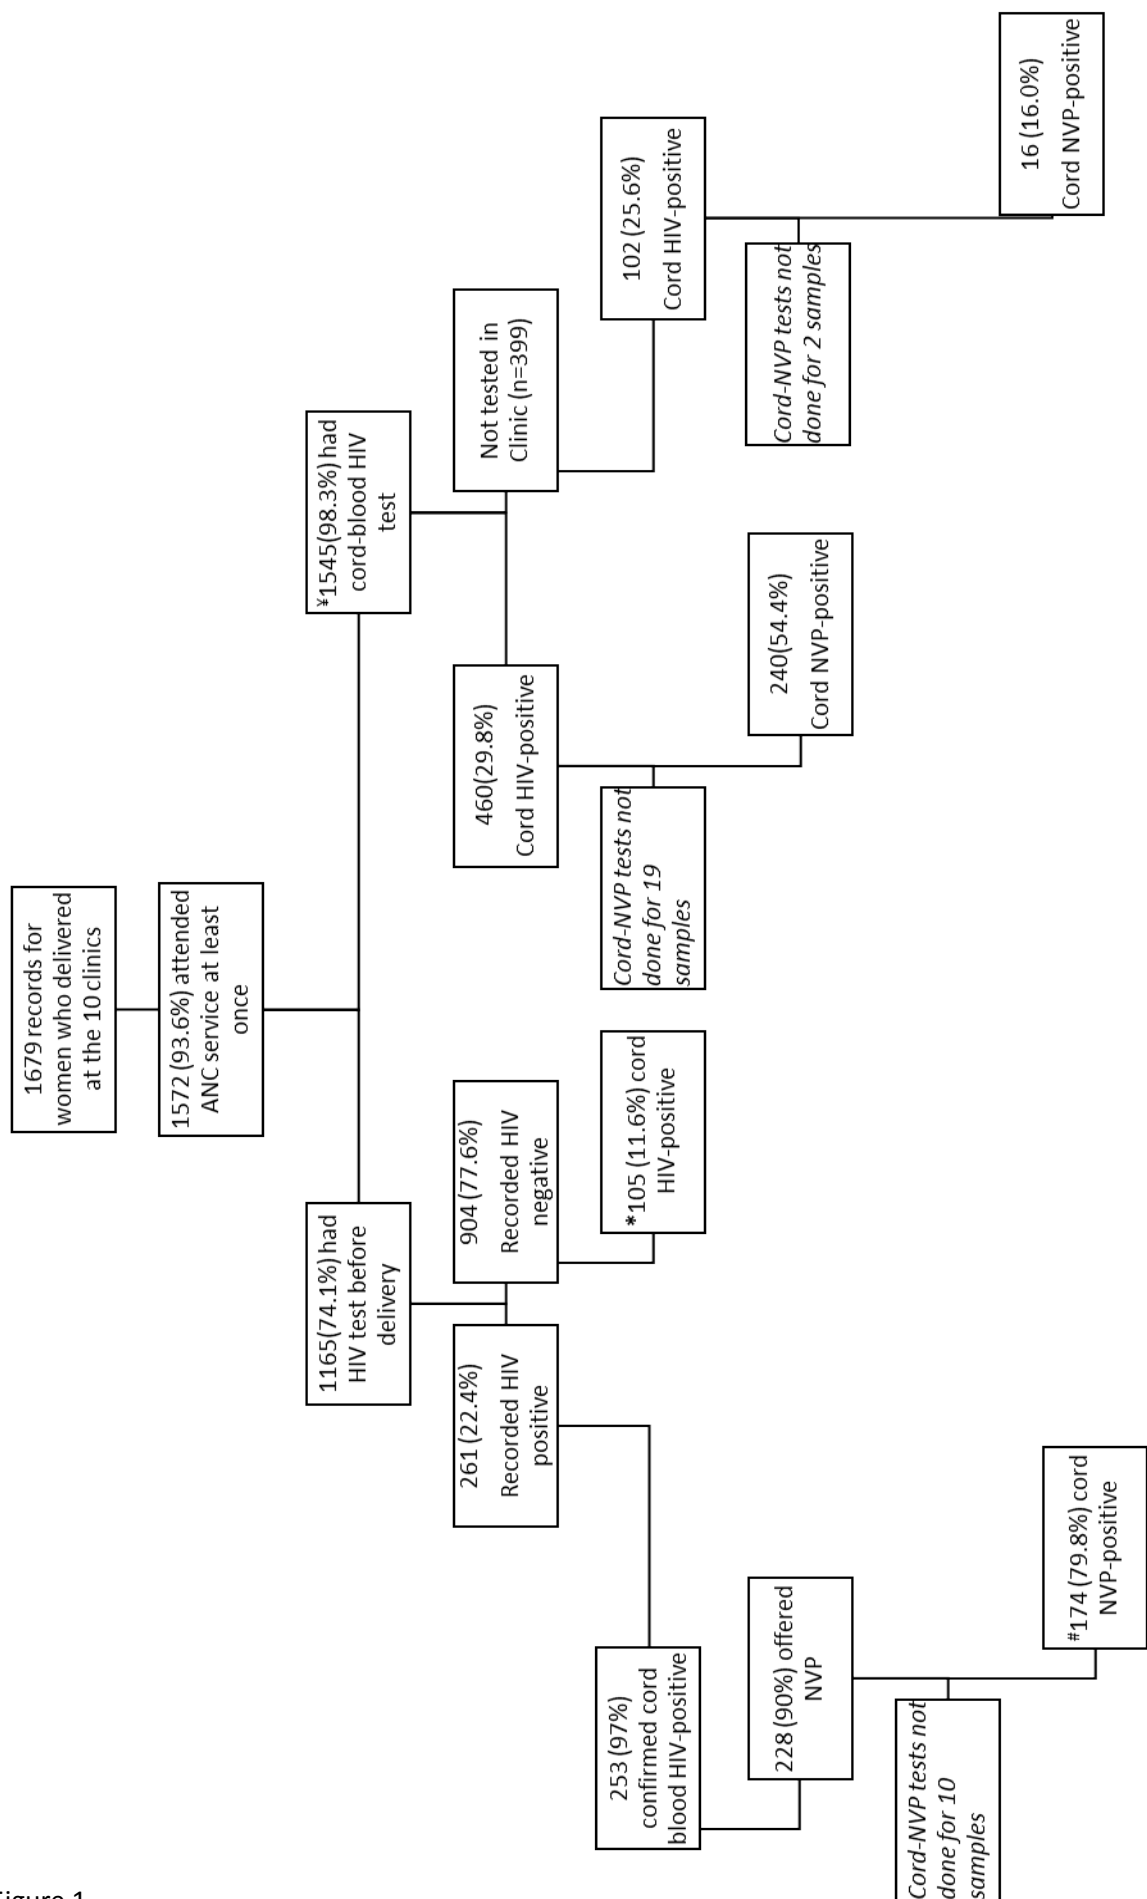 1679 records for
women who delivered
at the 10 clinics
1572 (93.6%) attended
ANC service at least
once
1165(74.1%) had
HIV test before
delivery
¥1545(98.3%) had
cord-blood HIV
test
261 (22.4%)
Recorded HIV
positive
904 (77.6%)
Recorded HIV
negative
460(29.8%)
Cord HIV-positive
Not tested in
Clinic (n=399)
253 (97%)
confirmed cord
blood HIV-positive
*105 (11.6%) cord
HIV-positive
Cord-NVP tests not
done for 19
samples
102 (25.6%)
Cord HIV-positive
228 (90%) offered
NVP
240(54.4%)
Cord NVP-positive
Cord-NVP tests not
done for 2 samples
Cord-NVP tests not
done for 10
samples
#174 (79.8%) cord
NVP-positive
16 (16.0%)
Cord NVP-positive
Figure 1